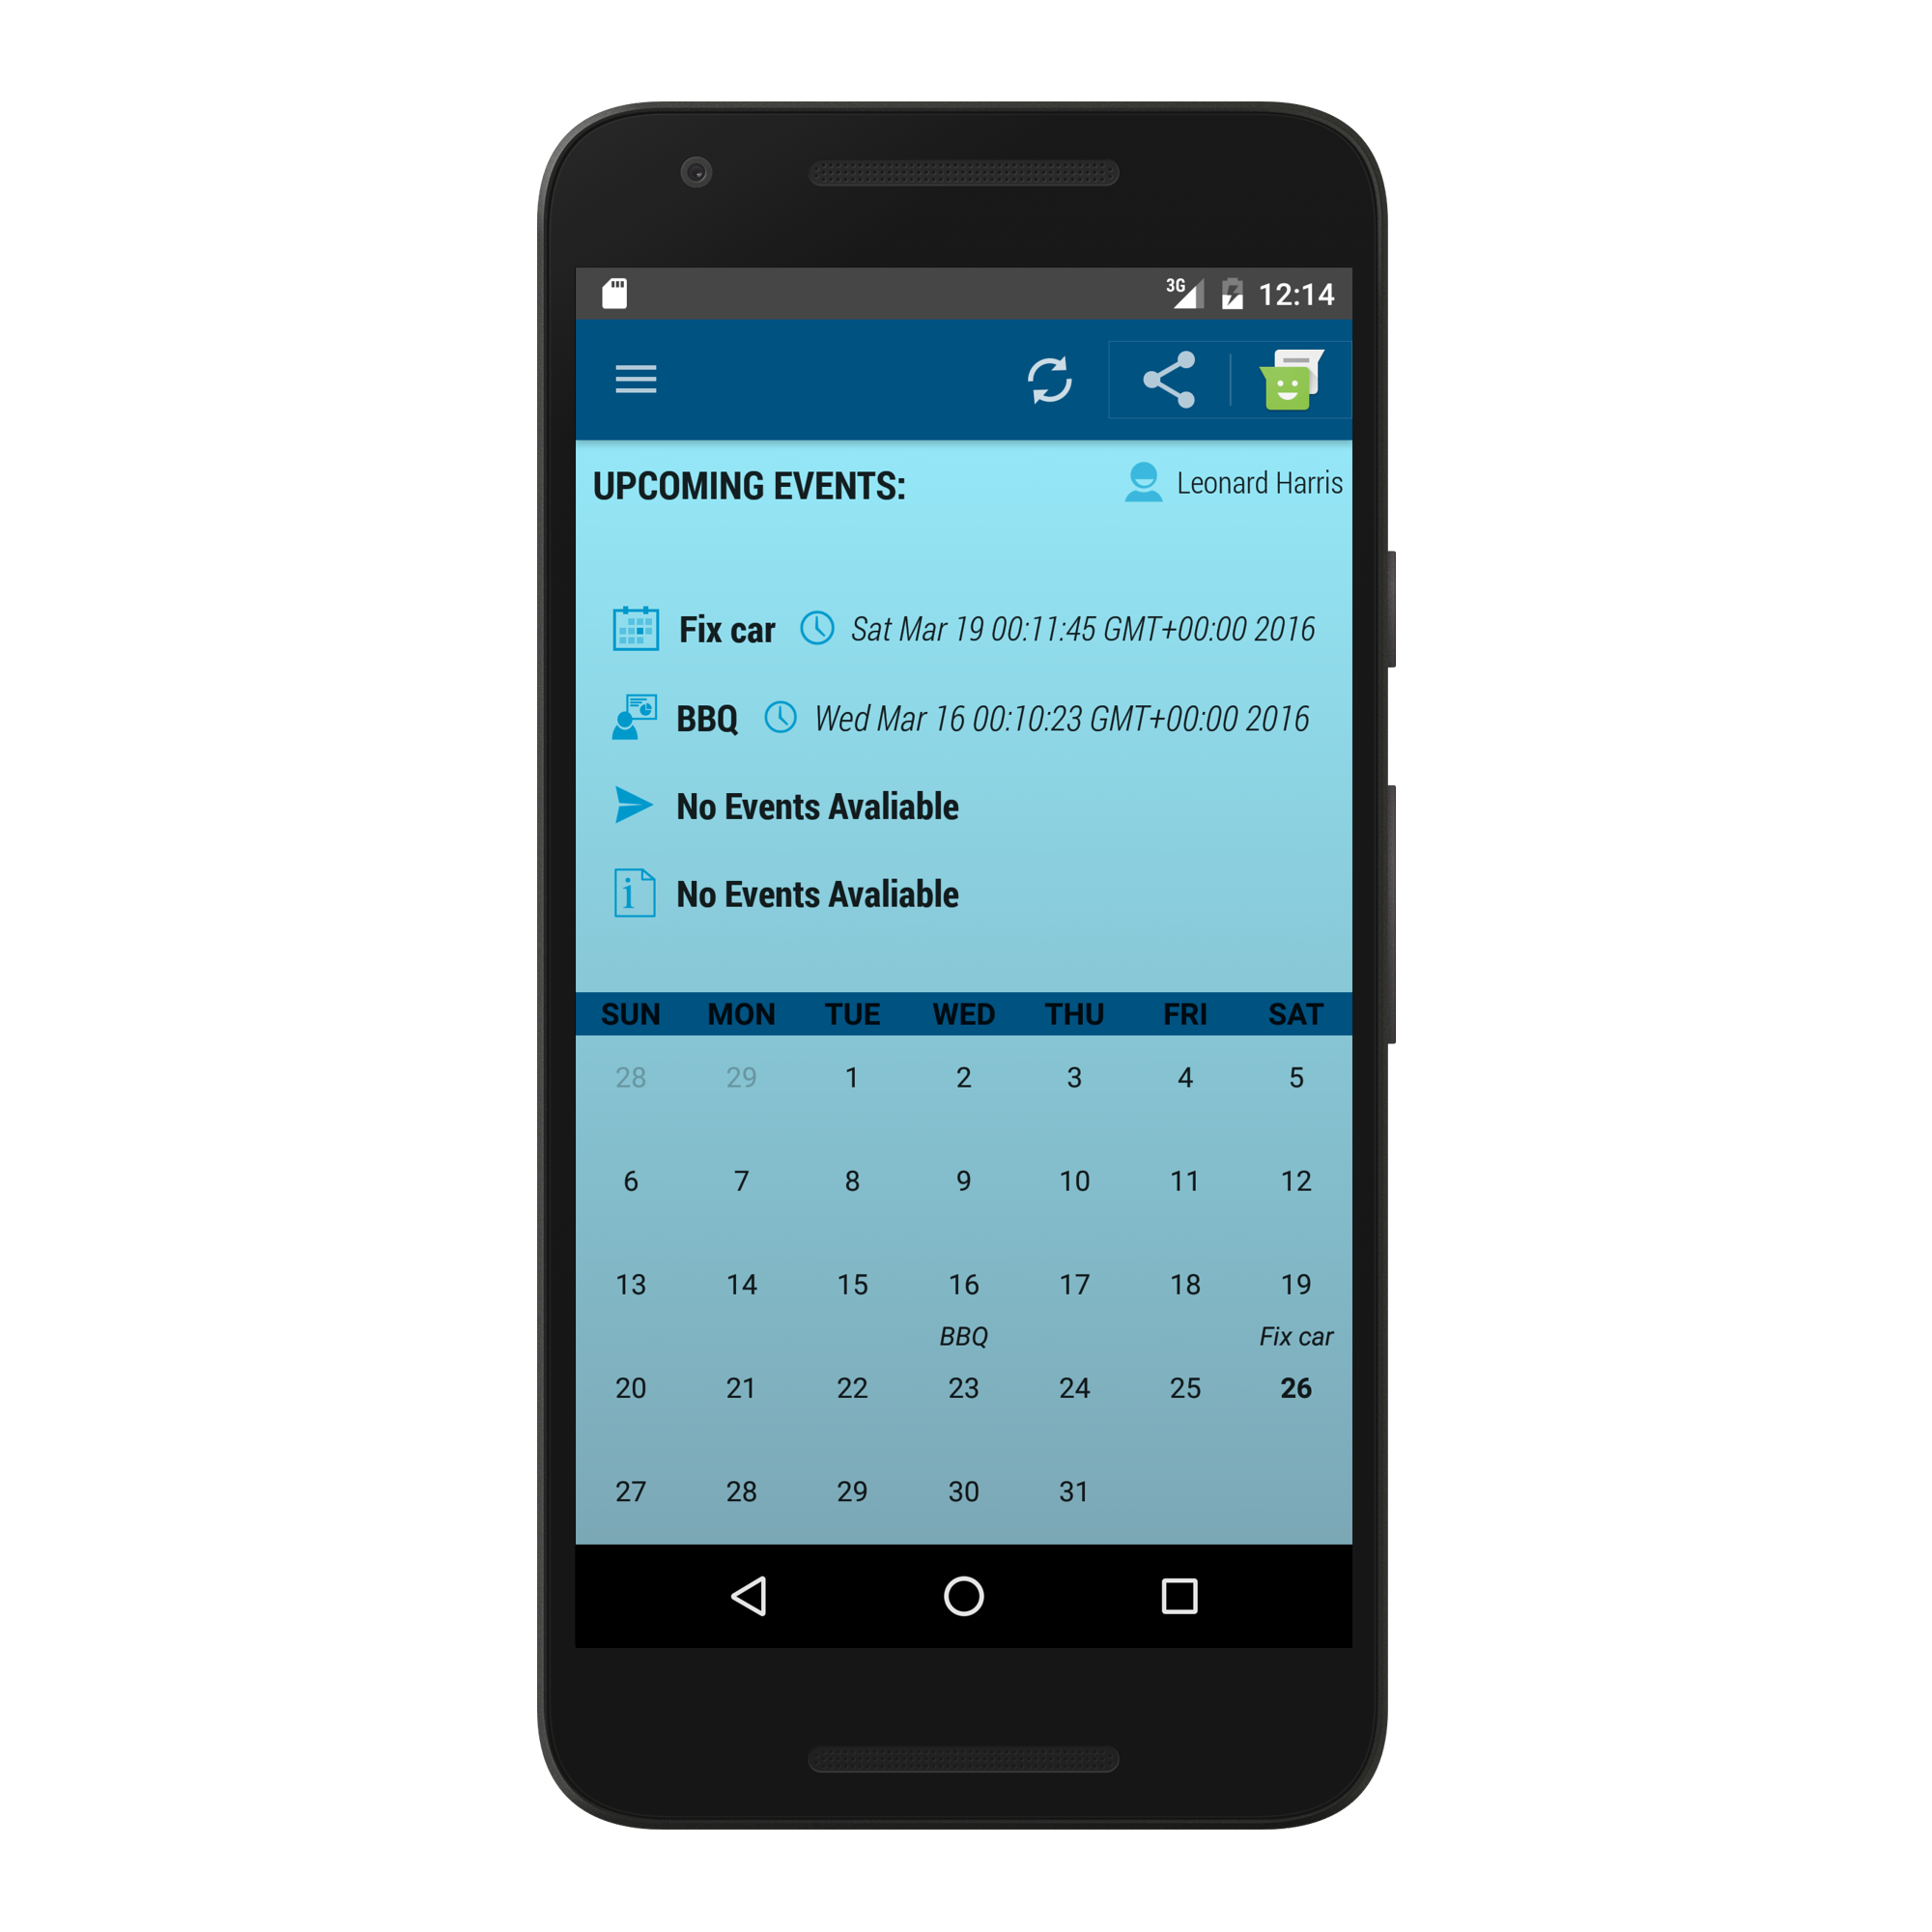 3G 12:14
UPCOMING EVENTS: Leonard Harris
Fix car Sat Mar 19 00:11:45 GMT+00:00 2016
BBQ Wed Mar 16 00:10:23 GMT+00:00 2016
No Events Avaliable
i No Events Avaliable
SUN MON TUE WED THU FRI SAT
28 29 1 2 3 4 5
6 7 8 9 10 11 12
13 14 15 16 17 18 19
BBQ Fix car
20 21 22 23 24 25 26
27 28 29 30 31